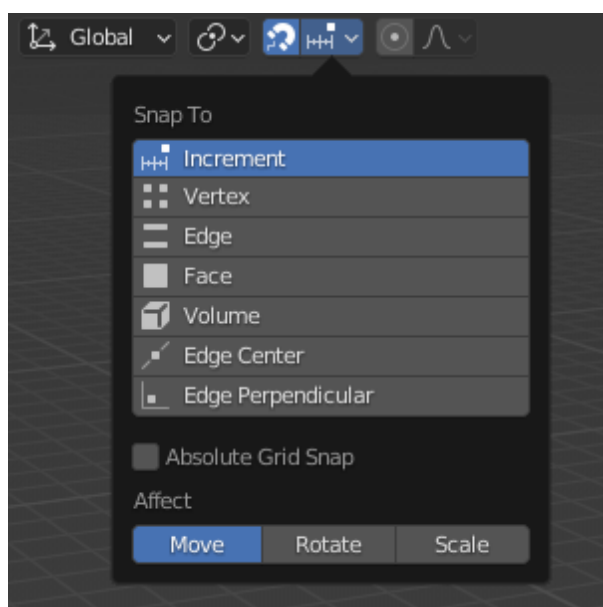 Global
Snap To
Increment
Vertex
Edge
Face
Volume
Edge Center
Edge Perpendicular
Absolute Grid Snap
Affect
Move Rotate Scale